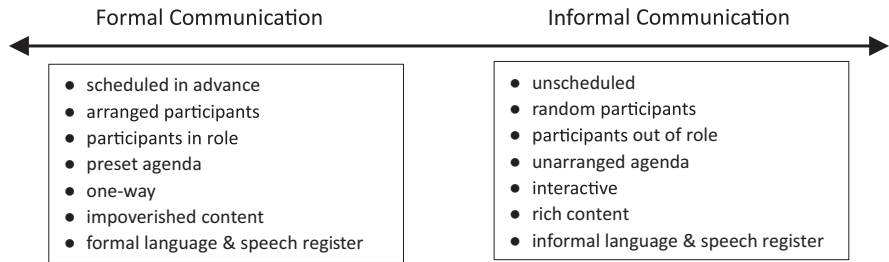 Formal Communication
Informal Communication
● scheduled in advance
● arranged participants
● participants in role
● preset agenda
● one-way
● impoverished content
● formal language & speech register
● unscheduled
● random participants
● participants out of role
● unarranged agenda
● interactive
● rich content
● informal language & speech register